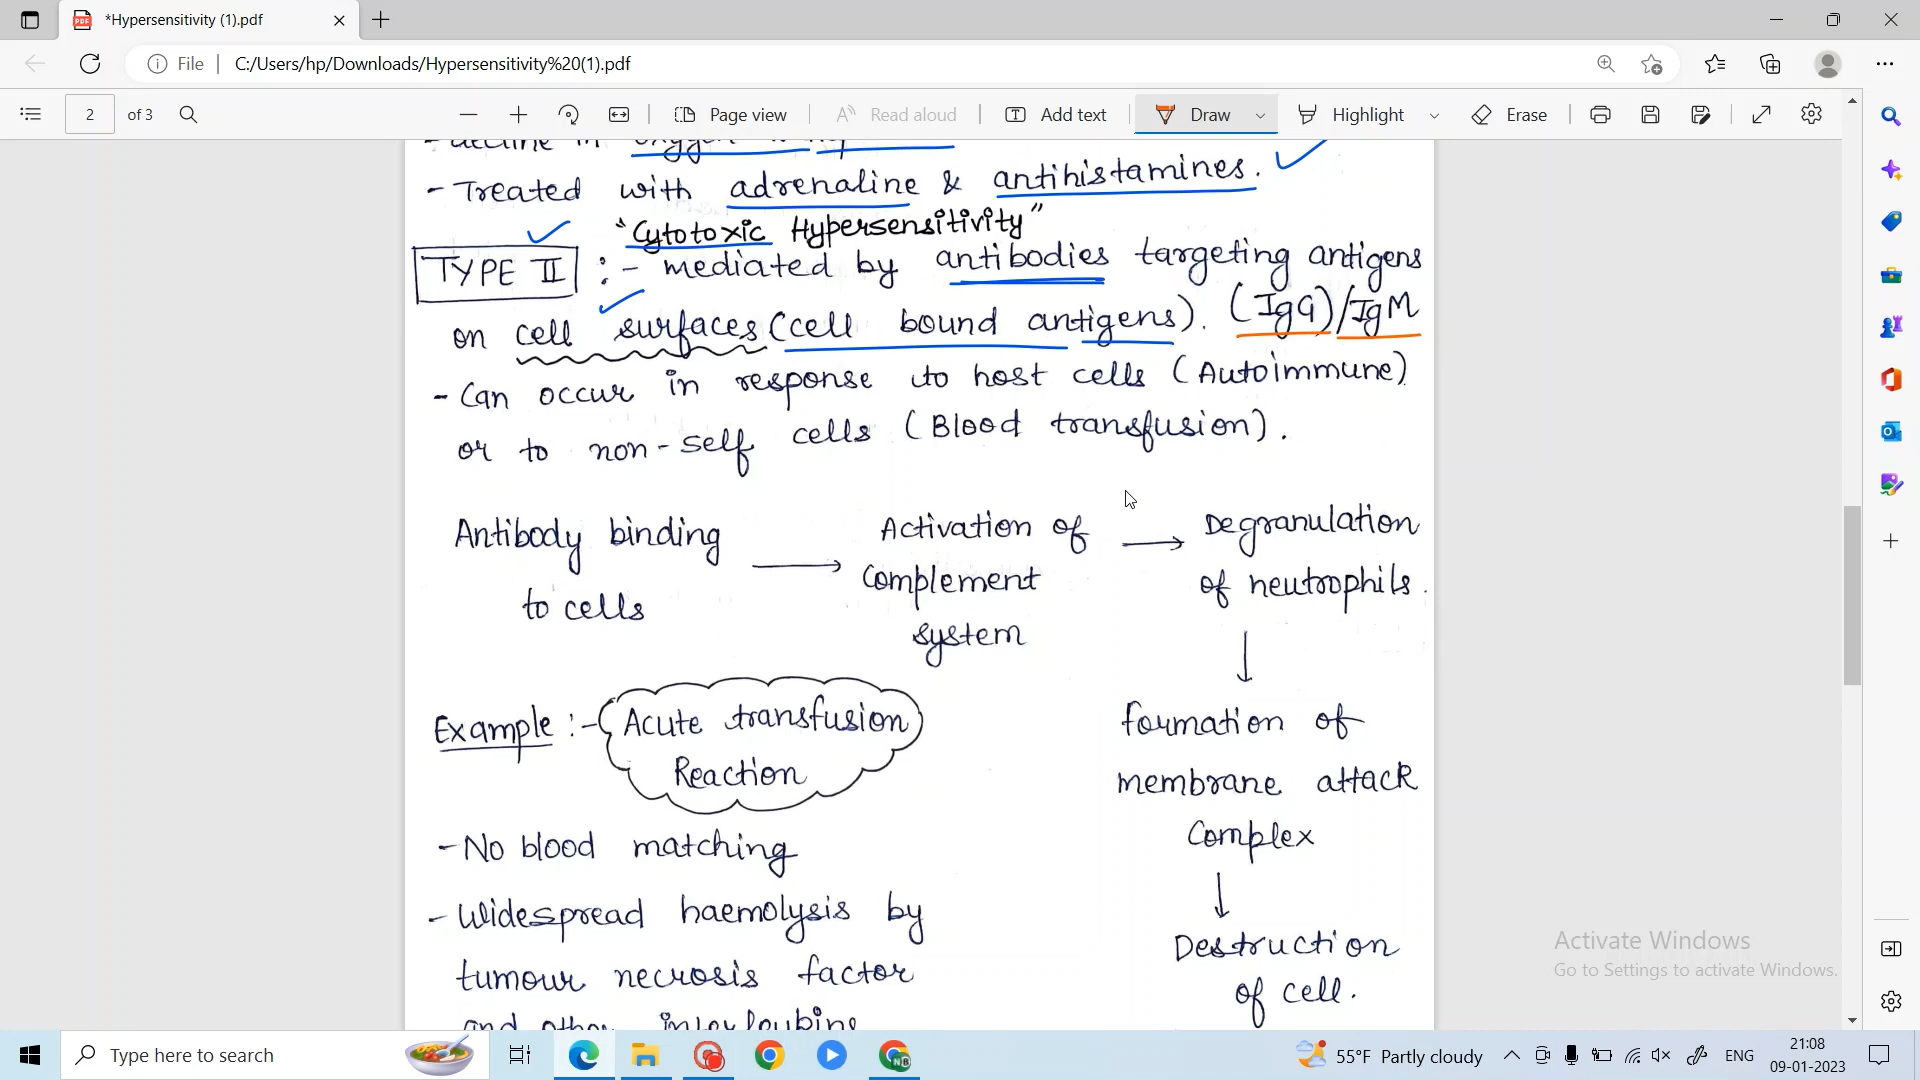 *Hypersensitivity (1).pdf
File C:/Users/hp/Downloads/Hypersensitivity%20(1).pdf
2 of 3 Page view Read aloud Add text Draw Highlight Erase
- Treated with adrenaline & antihistamines.
"Cytotoxic Hypersensitivity"
TYPE II :- mediated by antibodies targeting antigens
on cell surfaces (cell bound antigens). (IgG)/IgM
- Can occur in response to host cells (Autoimmune)
or to non-self cells (Blood transfusion).
Antibody binding
to cells
Activation of
Complement
system
Degranulation
of neutrophils.
formation of
membrane attack
Complex
Destruction
of cell.
Example :- Acute transfusion
Reaction
- No blood matching
- Widespread haemolysis by
tumour necrosis factor
and other
Activate Windows
Go to Settings to activate Windows.
Type here to search
NB
55°F Partly cloudy
ENG
21:08
09-01-2023